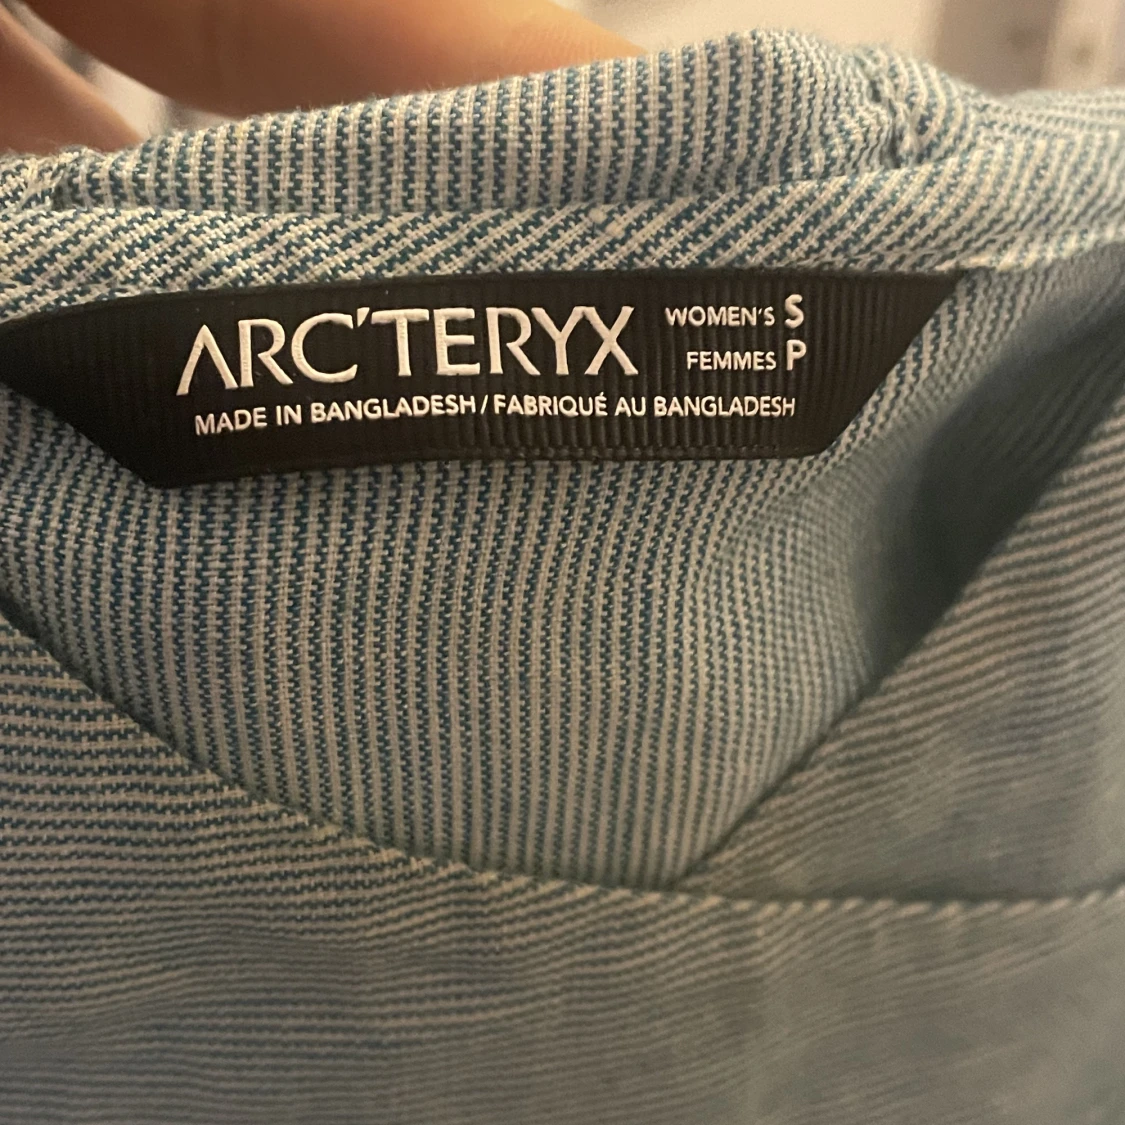 ARC'TERYX
WOMEN'S S
FEMMES P
MADE IN BANGLADESH / FABRIQUÉ AU BANGLADESH